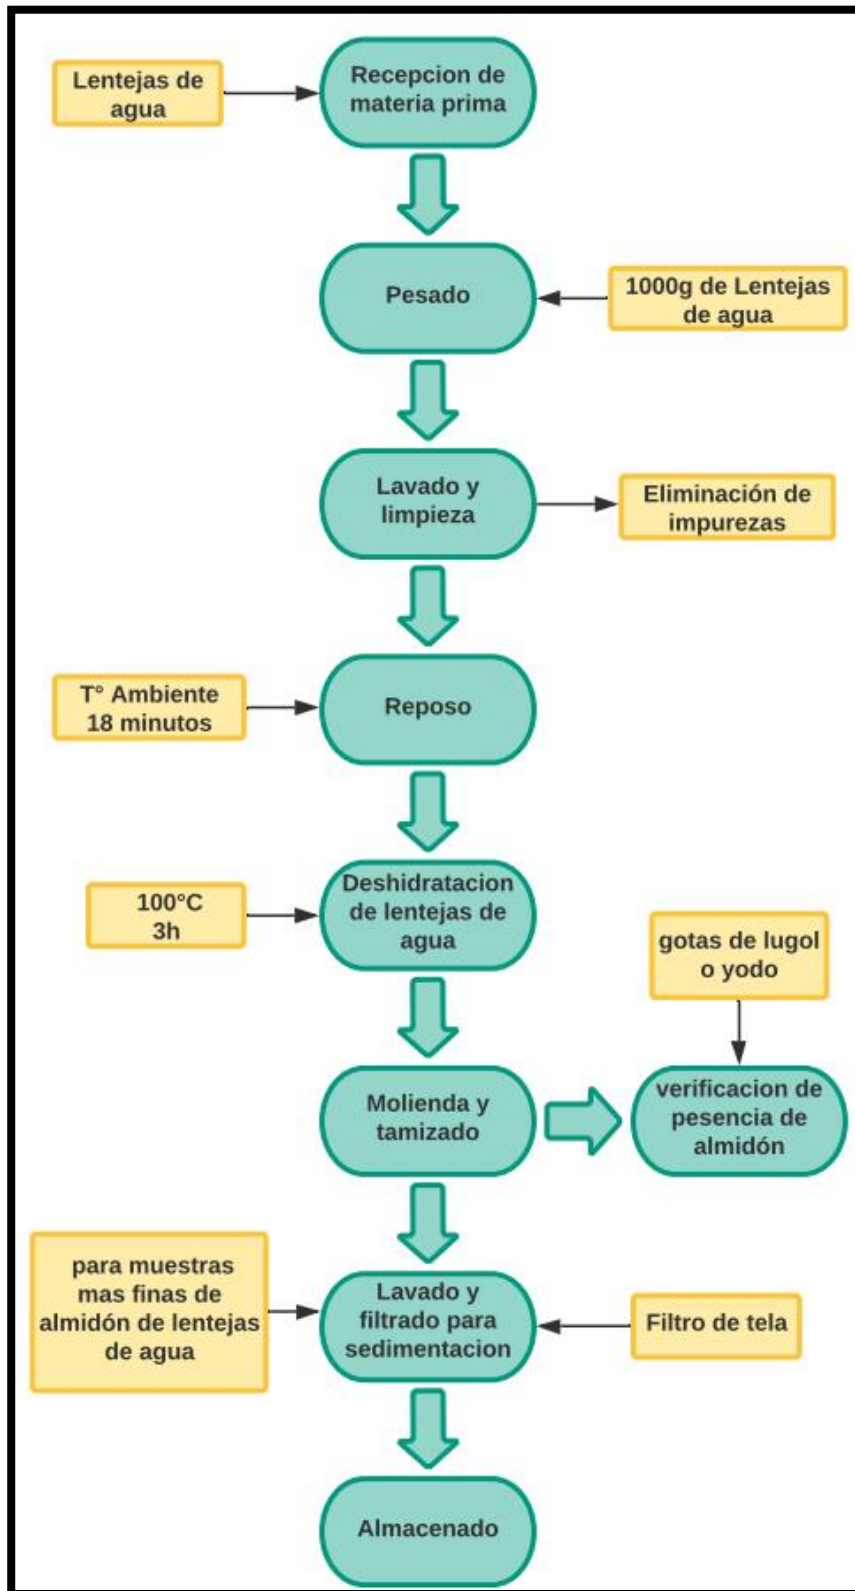 Lentejas de
agua
Recepcion de
materia prima
Pesado
1000g de Lentejas
de agua
Lavado y
limpieza
Eliminación de
impurezas
T° Ambiente
18 minutos
Reposo
100°C
3h
Deshidratacion
de lentejas de
agua
gotas de lugol
o yodo
Molienda y
tamizado
verificacion de
pesencia de
almidón
para muestras
mas finas de
almidón de lentejas
de agua
Lavado y
filtrado para
sedimentacion
Filtro de tela
Almacenado